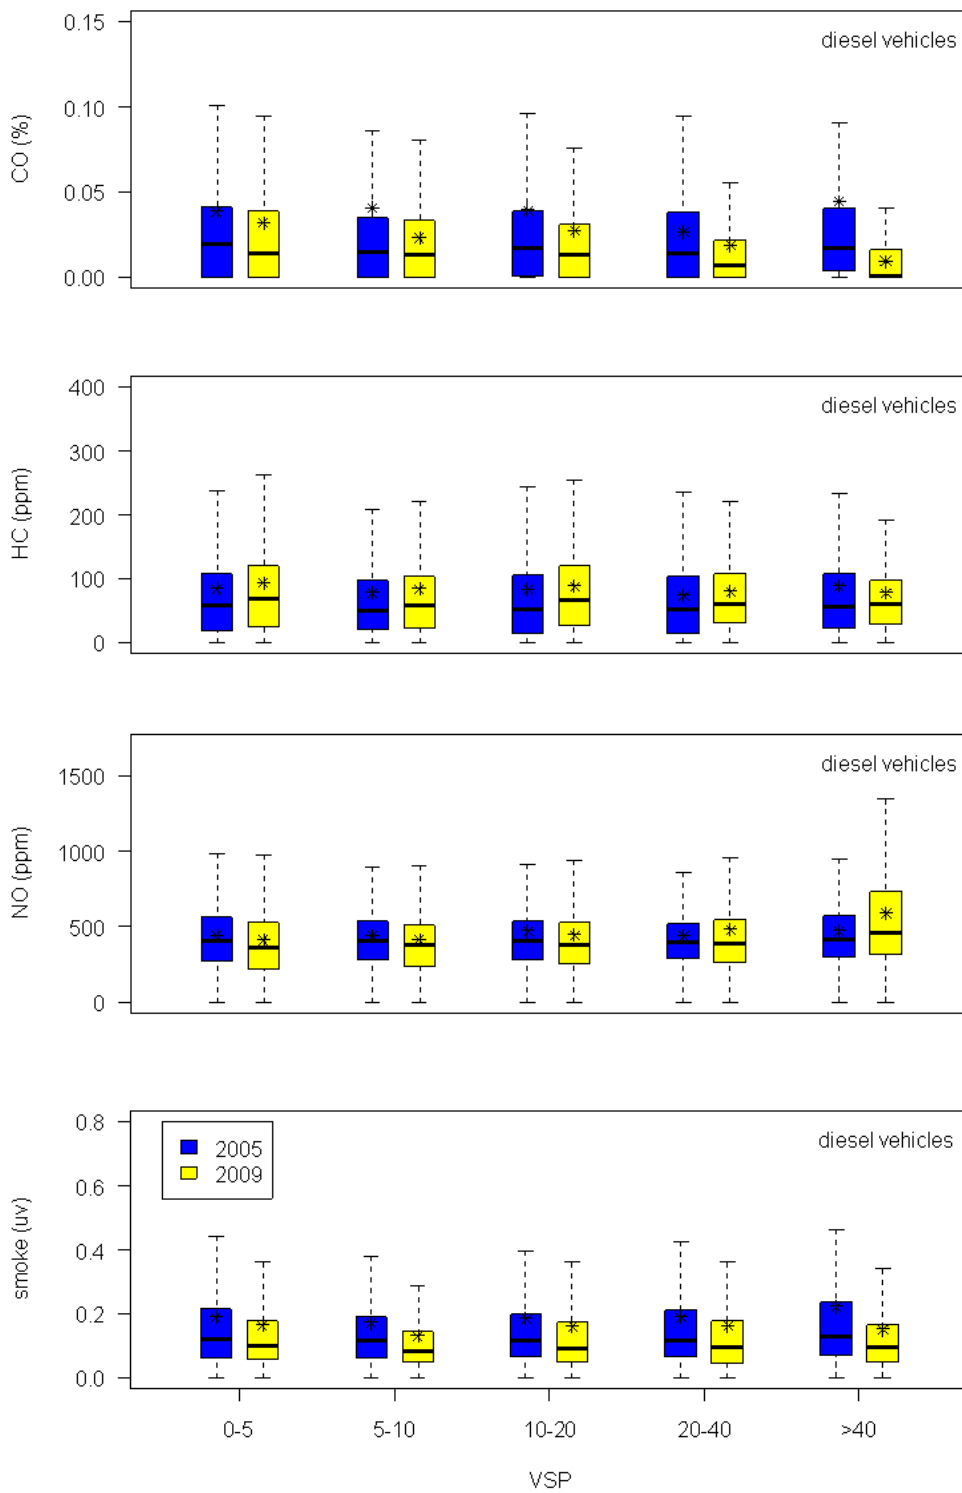 diesel vehicles
CO (%)
0.15
0.10
0.05
0.00
diesel vehicles
HC (ppm)
400
300
200
100
0
diesel vehicles
NO (ppm)
1500
1000
500
0
diesel vehicles
smoke (uv)
0.8
0.6
0.4
0.2
0.0
2005
2009
0-5 5-10 10-20 20-40 >40
VSP